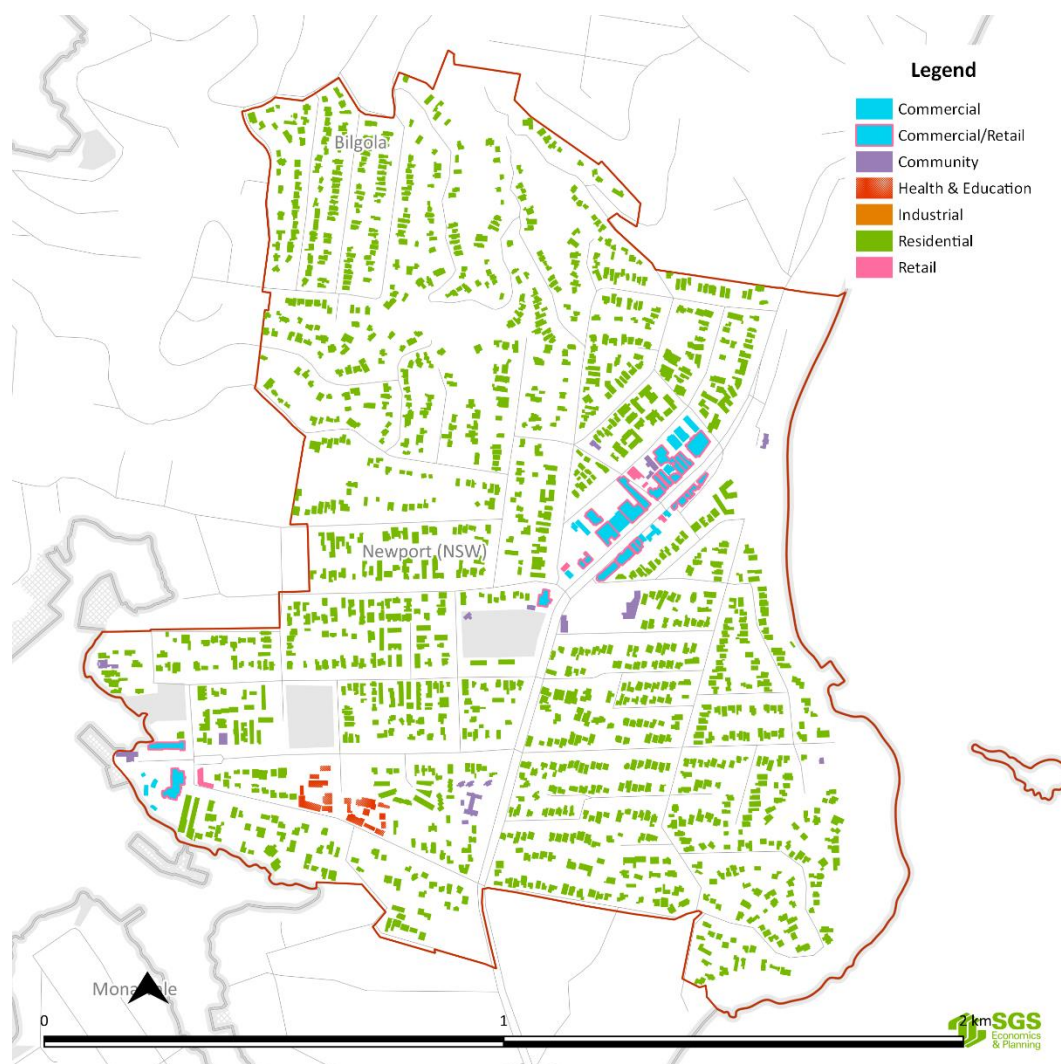 Legend
Commercial
Commercial/Retail
Community
Health & Education
Industrial
Residential
Retail
Bilgola
Newport (NSW)
0
1
2 km
SGS
Economics
& Planning